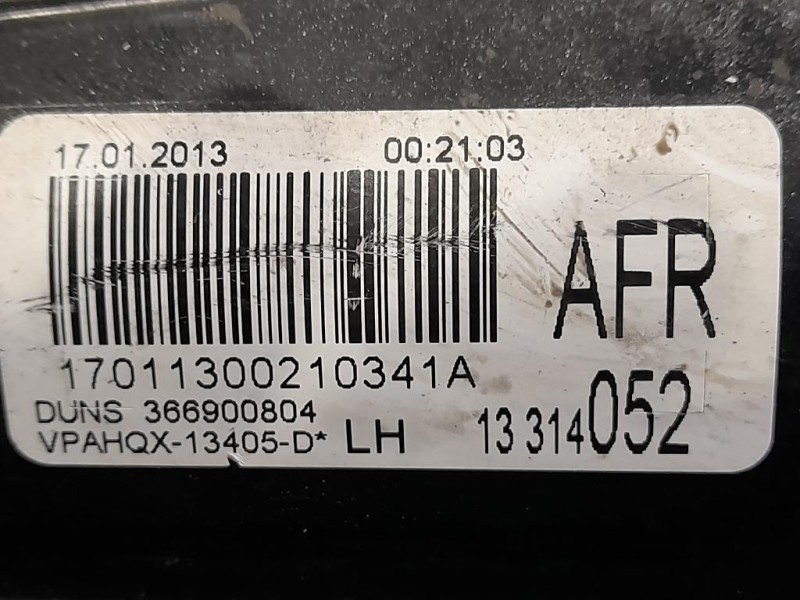 17.01.2013 00:21:03
AFR
17011300210341A
DUNS 366900804
VPAHQX-13405-D* LH 13 314052